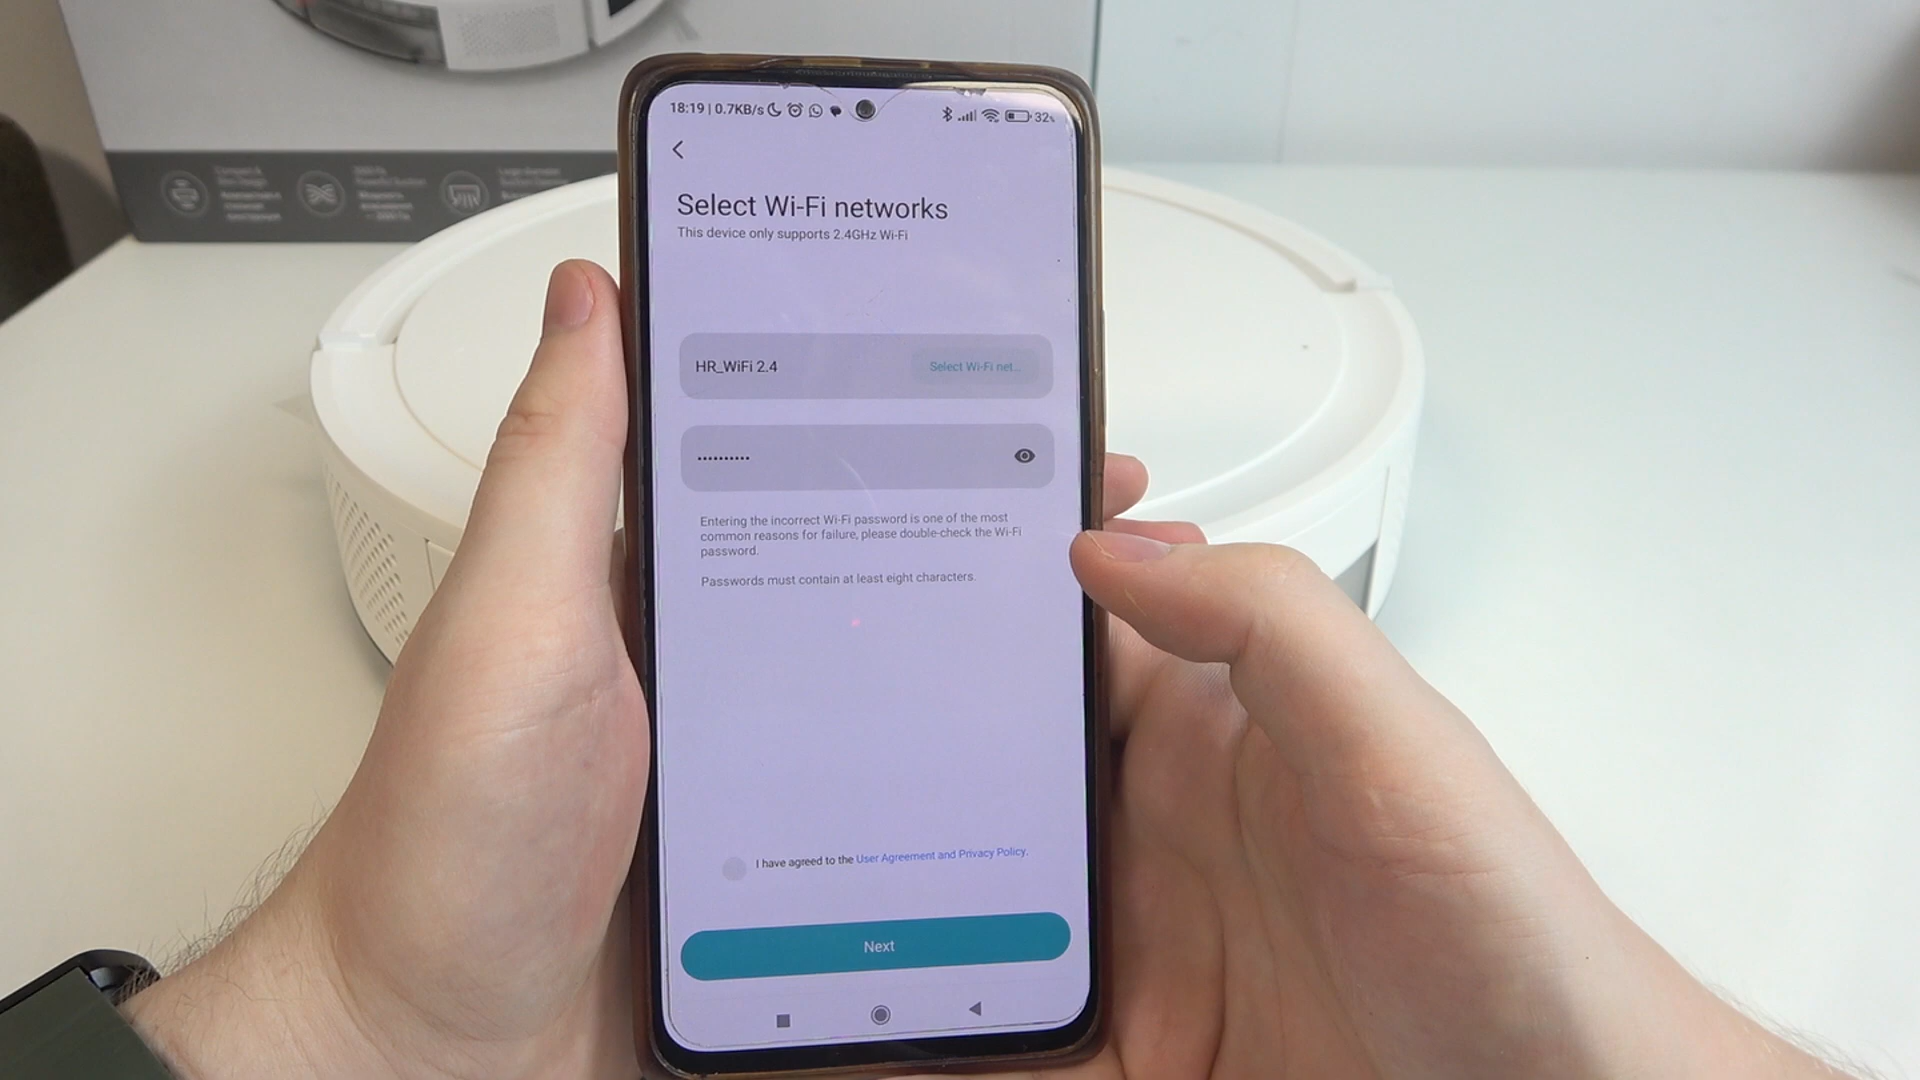 18:19 | 0.7KB/s
32%
Select Wi-Fi networks
This device only supports 2.4GHz Wi-Fi
HR_WiFi 2.4
Select Wi-Fi net...
••••••••••
Entering the incorrect Wi-Fi password is one of the most
common reasons for failure, please double-check the Wi-Fi
password.
Passwords must contain at least eight characters.
I have agreed to the User Agreement and Privacy Policy.
Next